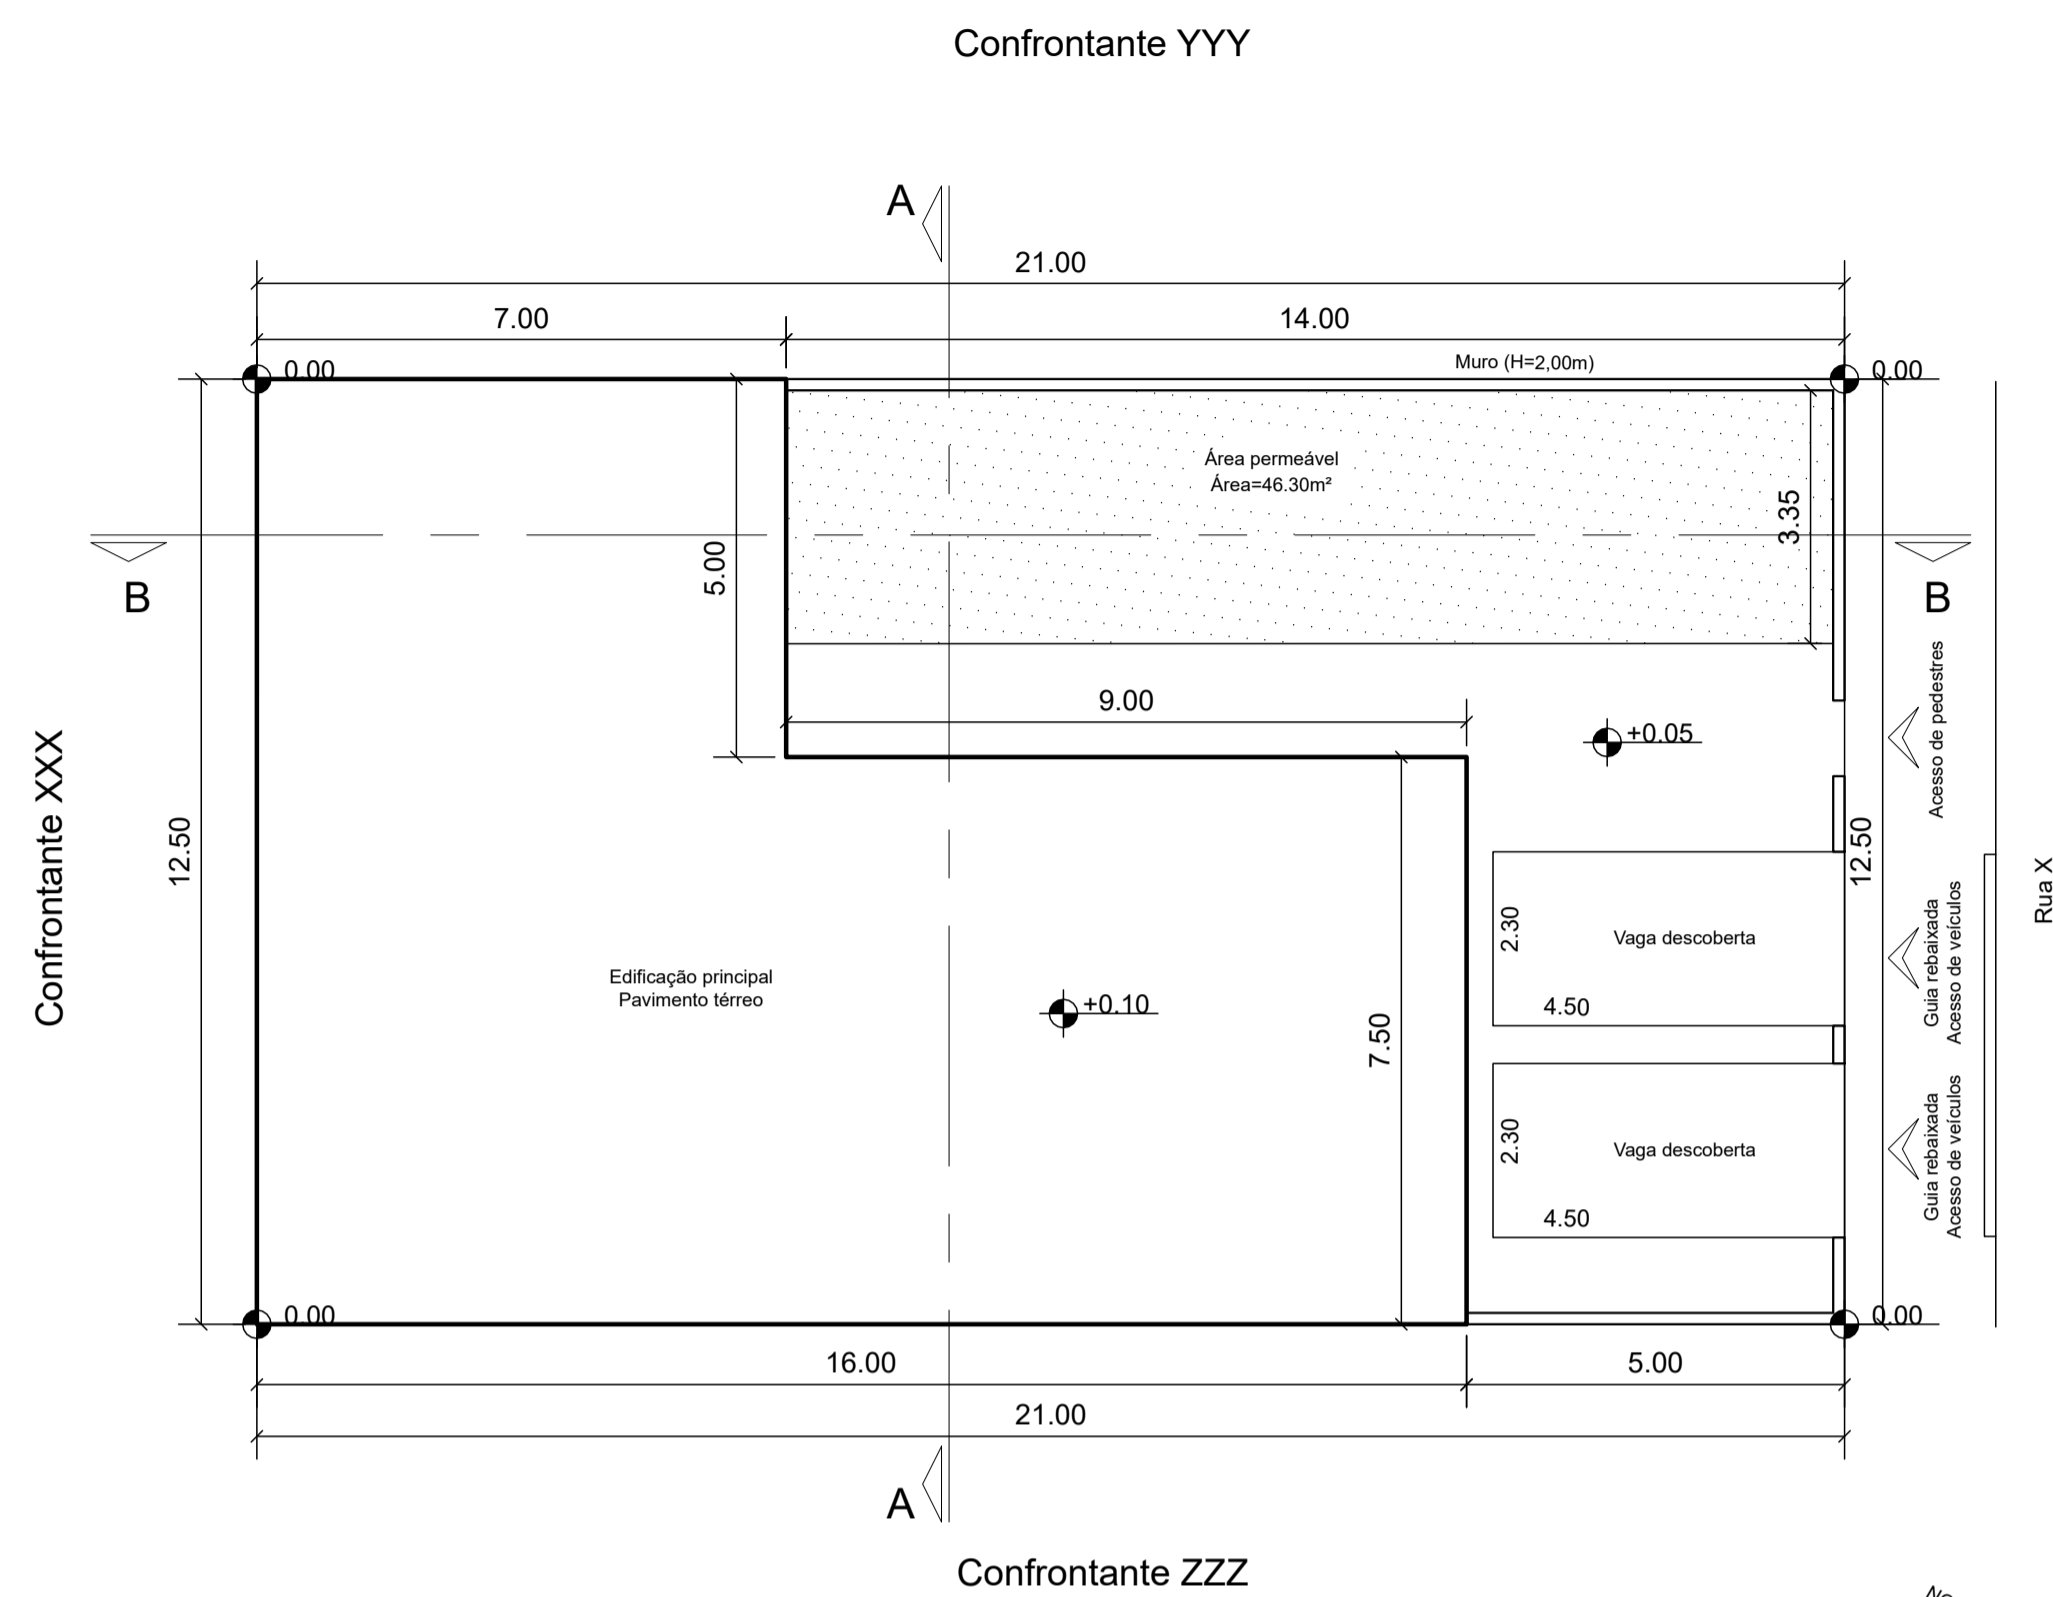 Confrontante YYY
A
21.00
7.00
14.00
Muro (H=2,00m)
0.00
0.00
Área permeável
Área=46.30m²
3.35
5.00
B
B
Acesso de pedestres
9.00
+0.05
Confrontante XXX
12.50
12.50
Rua X
2.30
Vaga descoberta
4.50
Guia rebaixada
Acesso de veículos
Edificação principal
Pavimento térreo
+0.10
7.50
2.30
Vaga descoberta
4.50
Guia rebaixada
Acesso de veículos
0.00
0.00
16.00
5.00
21.00
A
Confrontante ZZZ